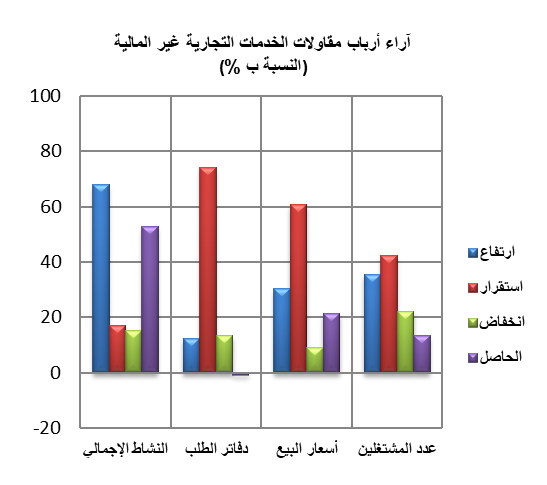 آراء أرباب مقاولات الخدمات التجارية غير المالية
(النسبة ب %)
100
80
60
40
20
0
-20
النشاط الإجمالي
دفاتر الطلب
أسعار البيع
عدد المشتغلين
ارتفاع
استقرار
انخفاض
الحاصل